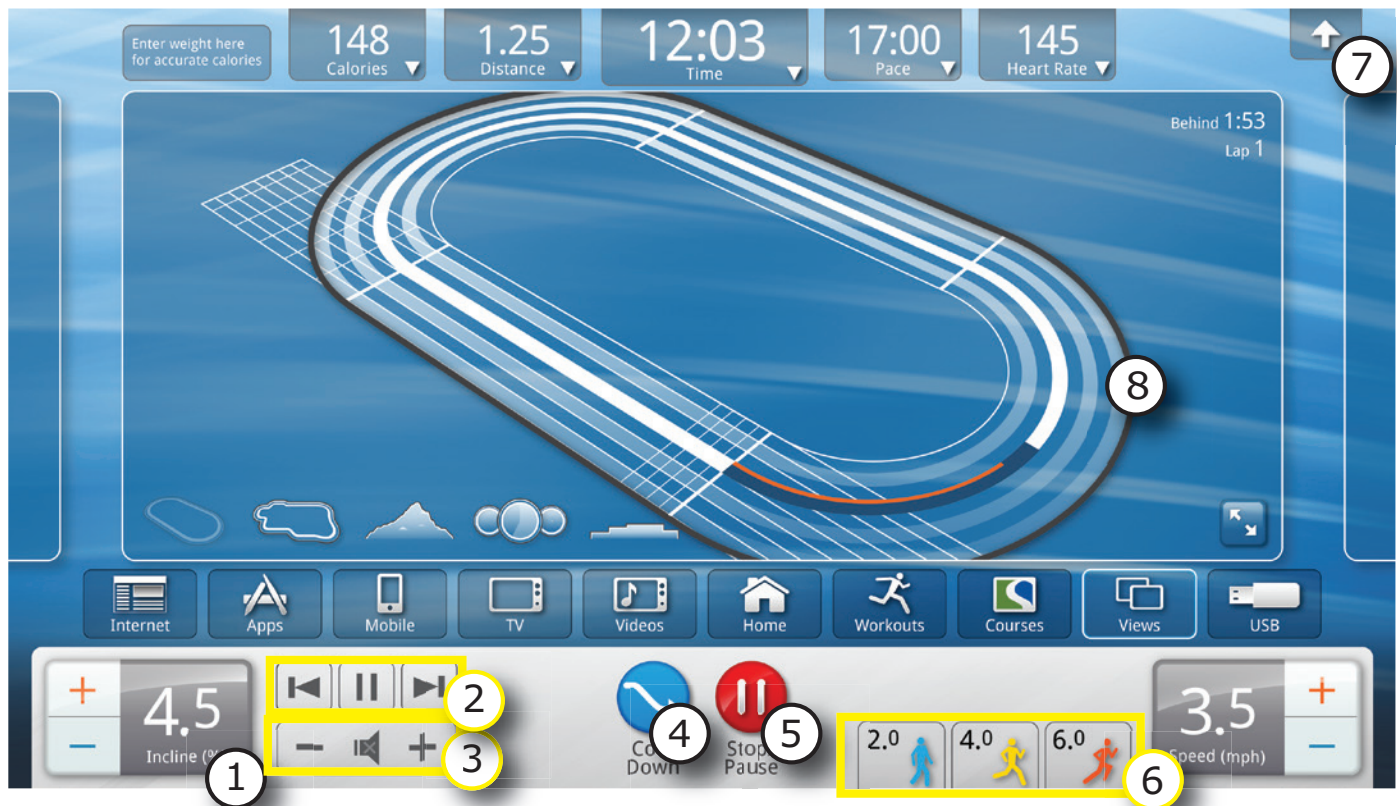 Enter weight here
for accurate calories
148
Calories
1.25
Distance
12:03
Time
17:00
Pace
145
Heart Rate
7
Behind 1:53
Lap 1
8
Internet
Apps
Mobile
TV
Videos
Home
Workouts
Courses
Views
USB
4.5
Incline (%
1
2
3
4
Co
Down
5
Stop
Pause
2.0
4.0
6.0
6
3.5
peed (mph)